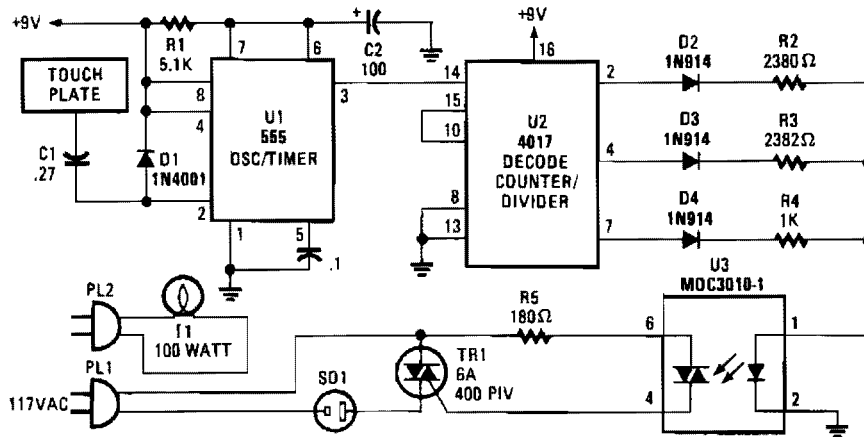 +9V
R1
5.1K
7
6
+
C2
100
TOUCH
PLATE
8
4
3
U1
555
OSC/TIMER
C1
.27
D1
1N4001
2
1
5
.1
+9V
16
14
15
10
8
13
U2
4017
DECODE
COUNTER/
DIVIDER
2
4
7
D2
1N914
R2
2380Ω
D3
1N914
R3
2382Ω
D4
1N914
R4
1K
U3
MOC3010-1
6
4
1
2
R5
180Ω
TR1
6A
400 PIV
PL2
I1
100 WATT
PL1
117VAC
SO1